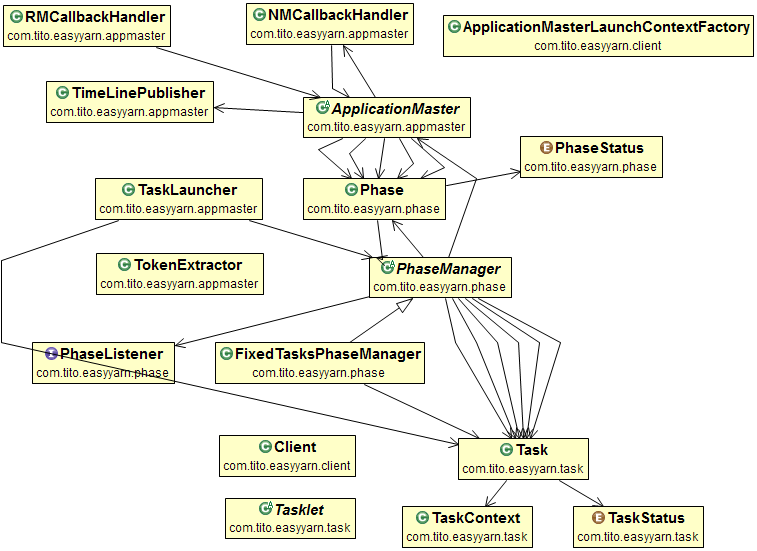 RMCallbackHandler
com.tito.easyyarn.appmaster
NMCallbackHandler
com.tito.easyyarn.appmaster
ApplicationMasterLaunchContextFactory
com.tito.easyyarn.client
TimeLinePublisher
com.tito.easyyarn.appmaster
ApplicationMaster
com.tito.easyyarn.appmaster
PhaseStatus
com.tito.easyyarn.phase
TaskLauncher
com.tito.easyyarn.appmaster
Phase
com.tito.easyyarn.phase
TokenExtractor
com.tito.easyyarn.appmaster
PhaseManager
com.tito.easyyarn.phase
PhaseListener
com.tito.easyyarn.phase
FixedTasksPhaseManager
com.tito.easyyarn.phase
Client
com.tito.easyyarn.client
Task
com.tito.easyyarn.task
Tasklet
com.tito.easyyarn.task
TaskContext
com.tito.easyyarn.task
TaskStatus
com.tito.easyyarn.task